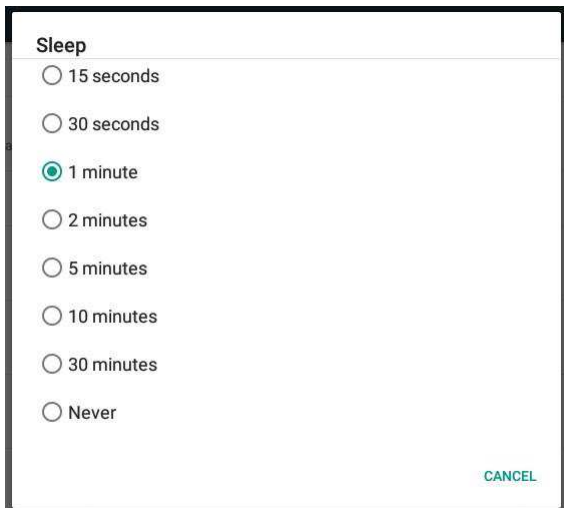 Sleep
15 seconds
30 seconds
1 minute
2 minutes
5 minutes
10 minutes
30 minutes
Never
CANCEL